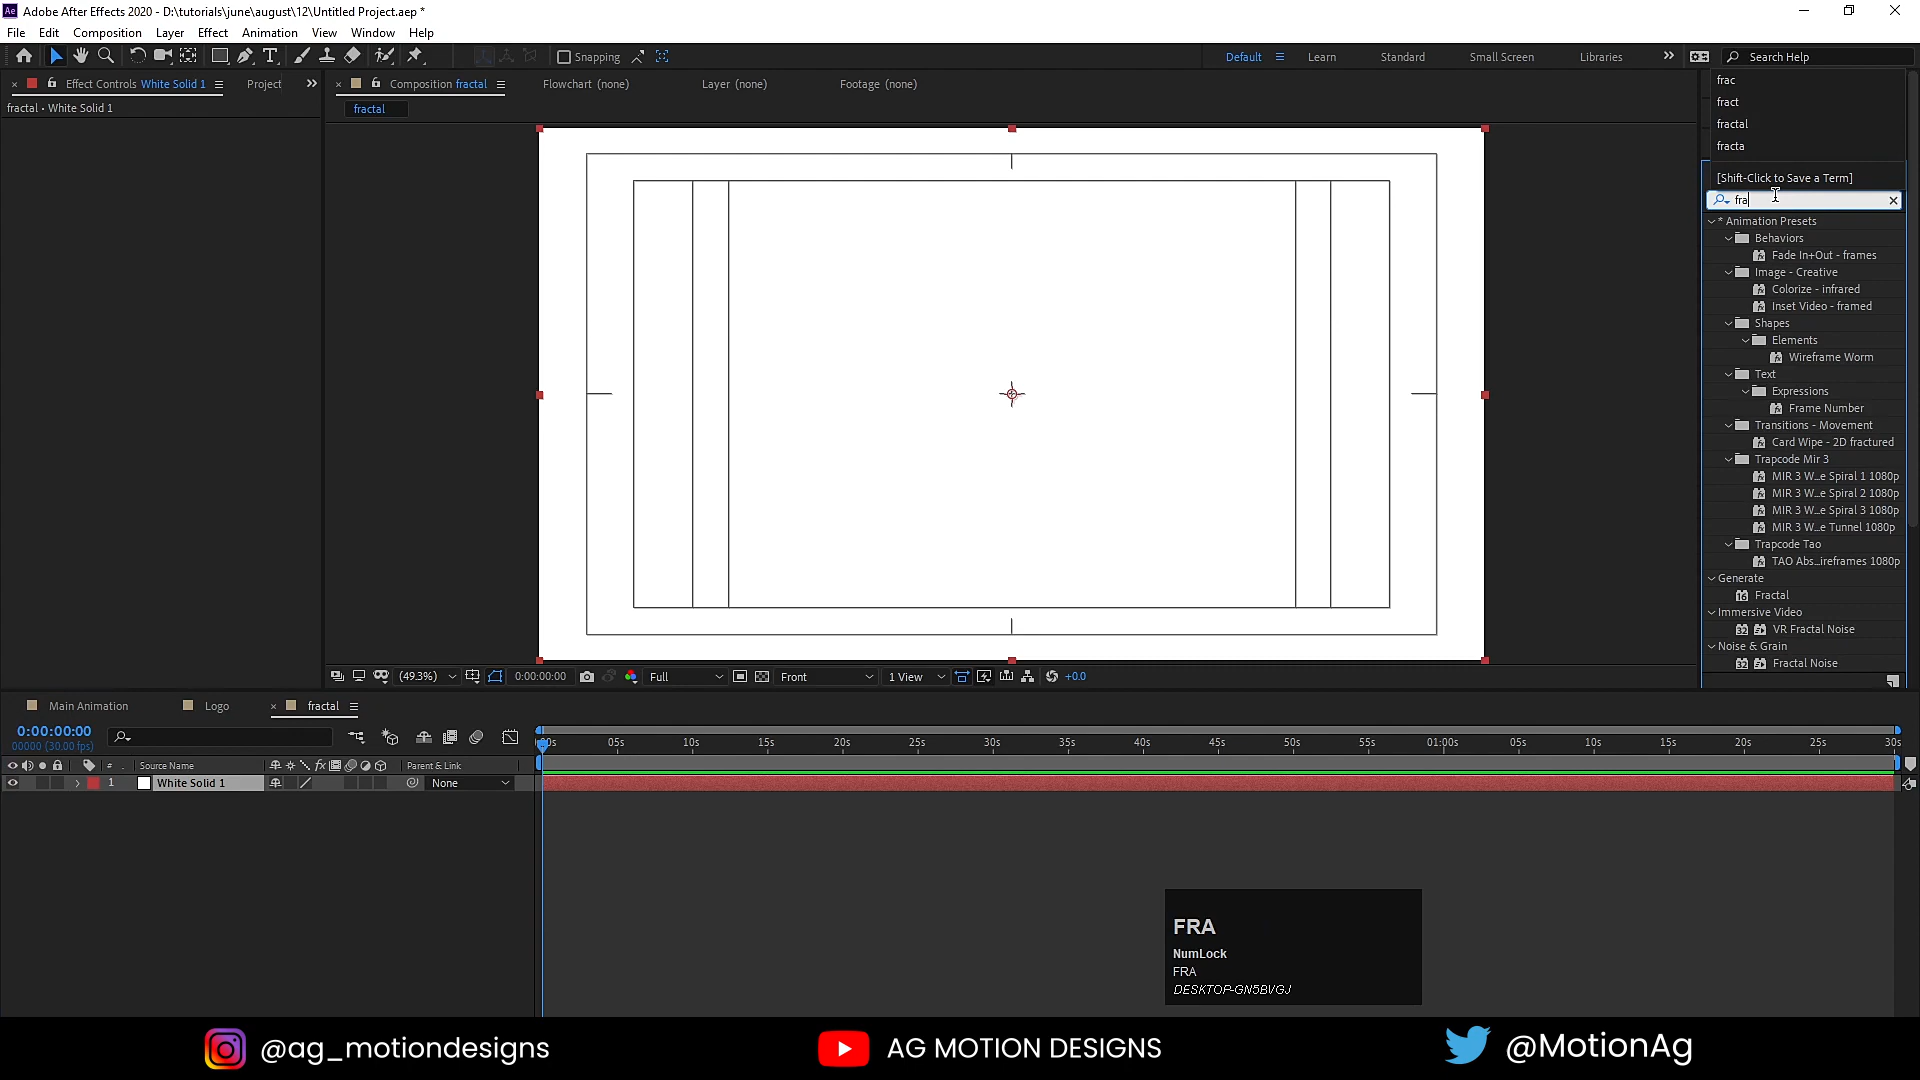 Adobe After Effects 2020 - D:\tutorials\june\august\12\Untitled Project.aep *
File Edit Composition Layer Effect Animation View Window Help
Snapping Default Learn Standard Small Screen Libraries Search Help
Effect Controls White Solid 1 Project
fractal • White Solid 1
Composition fractal Flowchart (none) Layer (none) Footage (none)
fractal
frac
fract
fractal
fracta
[Shift-Click to Save a Term]
fra
* Animation Presets
Behaviors
Fade In+Out - frames
Image - Creative
Colorize - infrared
Inset Video - framed
Shapes
Elements
Wireframe Worm
Text
Expressions
Frame Number
Transitions - Movement
Card Wipe - 2D fractured
Trapcode Mir 3
MIR 3 W...e Spiral 1 1080p
MIR 3 W...e Spiral 2 1080p
MIR 3 W...e Spiral 3 1080p
MIR 3 W...e Tunnel 1080p
Trapcode Tao
TAO Abs...ireframes 1080p
Generate
16 Fractal
Immersive Video
32 VR Fractal Noise
Noise & Grain
32 Fractal Noise
(49.3%) 0:00:00:00 Full Front 1 View +0.0
Main Animation Logo fractal
0:00:00:00
00000 (30.00 fps)
05s 10s 15s 20s 25s 30s 35s 40s 45s 50s 55s 01:00s 05s 10s 15s 20s 25s 30s
# Source Name fx Parent & Link
1 White Solid 1 None
FRA
NumLock
FRA
DESKTOP-GN5BVGJ
@ag_motiondesigns AG MOTION DESIGNS @MotionAg